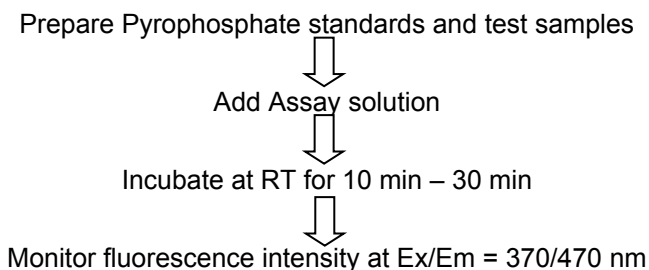 Prepare Pyrophosphate standards and test samples
Add Assay solution
Incubate at RT for 10 min – 30 min
Monitor fluorescence intensity at Ex/Em = 370/470 nm